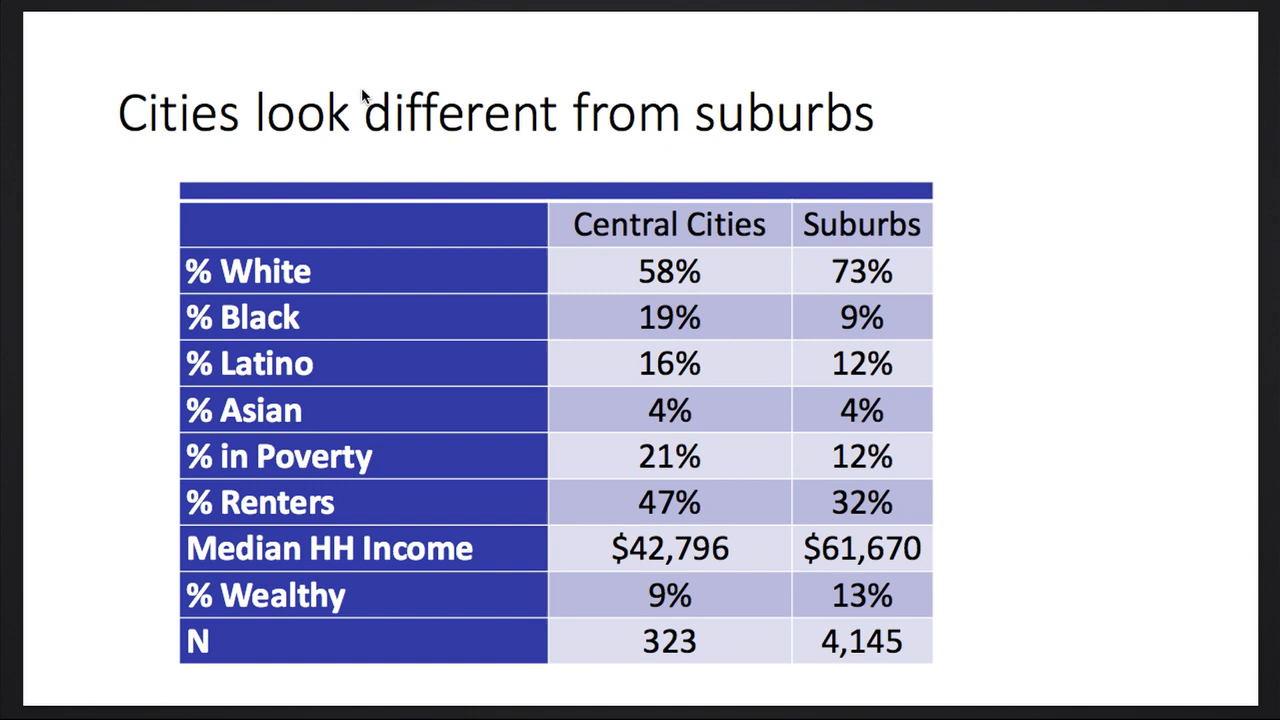 Cities look different from suburbs
Central Cities Suburbs
% White 58% 73%
% Black 19% 9%
% Latino 16% 12%
% Asian 4% 4%
% in Poverty 21% 12%
% Renters 47% 32%
Median HH Income $42,796 $61,670
% Wealthy 9% 13%
N 323 4,145